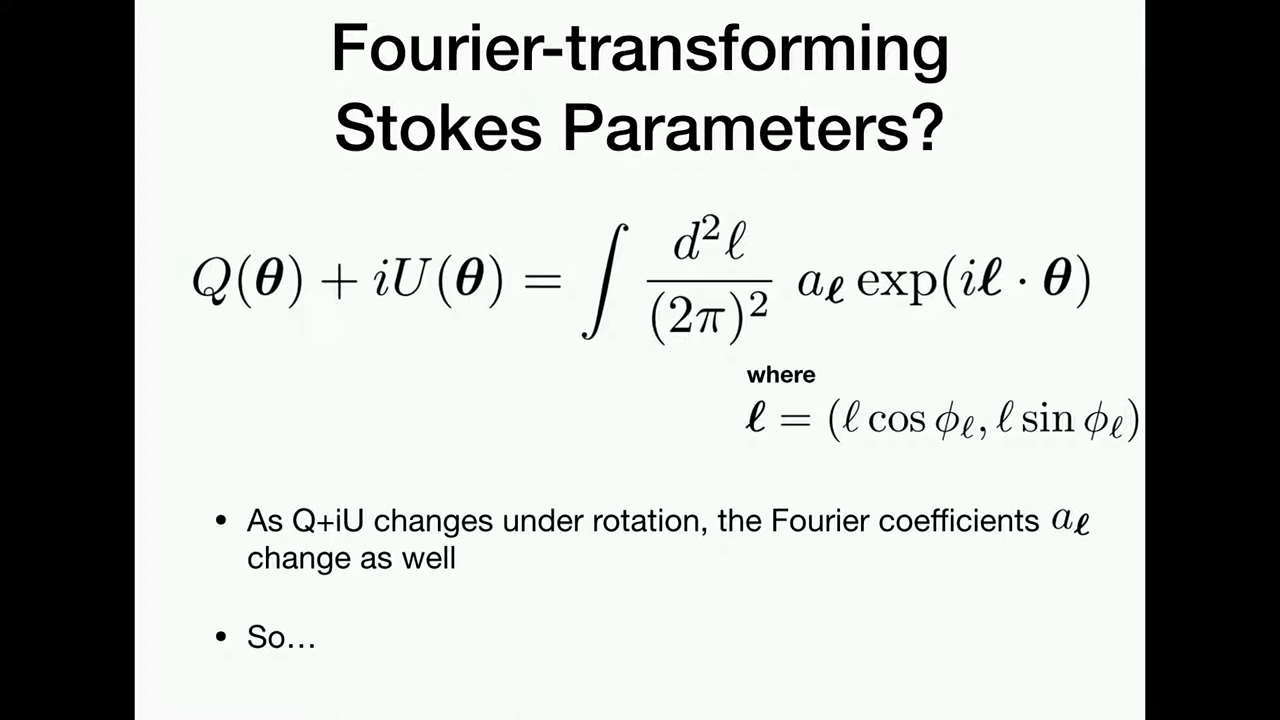 Fourier-transforming
Stokes Parameters?
Q(θ) + iU(θ) = ∫ d²ℓ/(2π)² a_ℓ exp(iℓ · θ)
where
ℓ = (ℓ cos ϕ_ℓ, ℓ sin ϕ_ℓ)
• As Q+iU changes under rotation, the Fourier coefficients a_ℓ
change as well
• So…